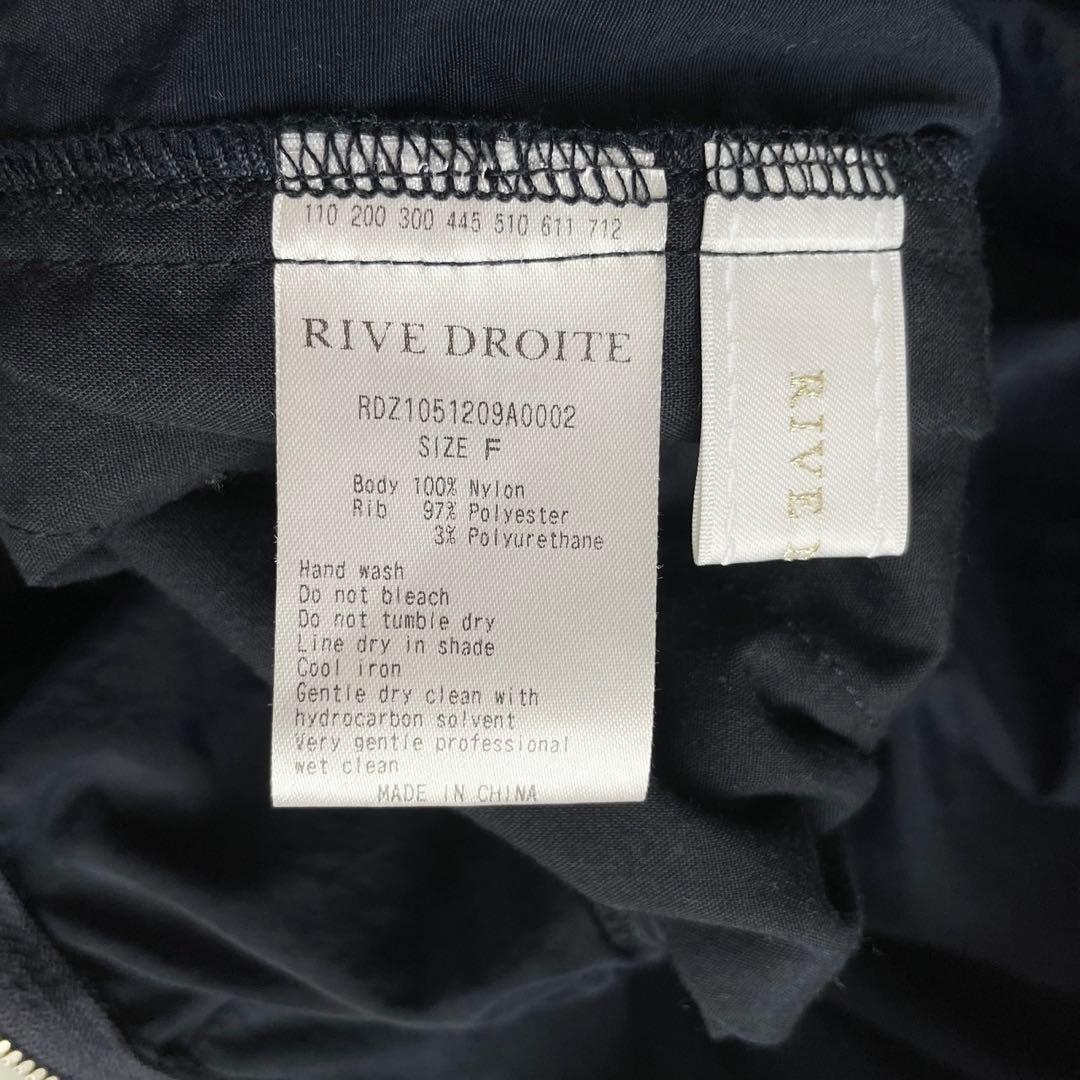 110 200 300 445 510 611 712
RIVE DROITE
RDZ1051209A0002
SIZE F
Body 100% Nylon
Rib 97% Polyester
3% Polyurethane
Hand wash
Do not bleach
Do not tumble dry
Line dry in shade
Cool iron
Gentle dry clean with
hydrocarbon solvent
Very gentle professional
wet clean
MADE IN CHINA
RIVE